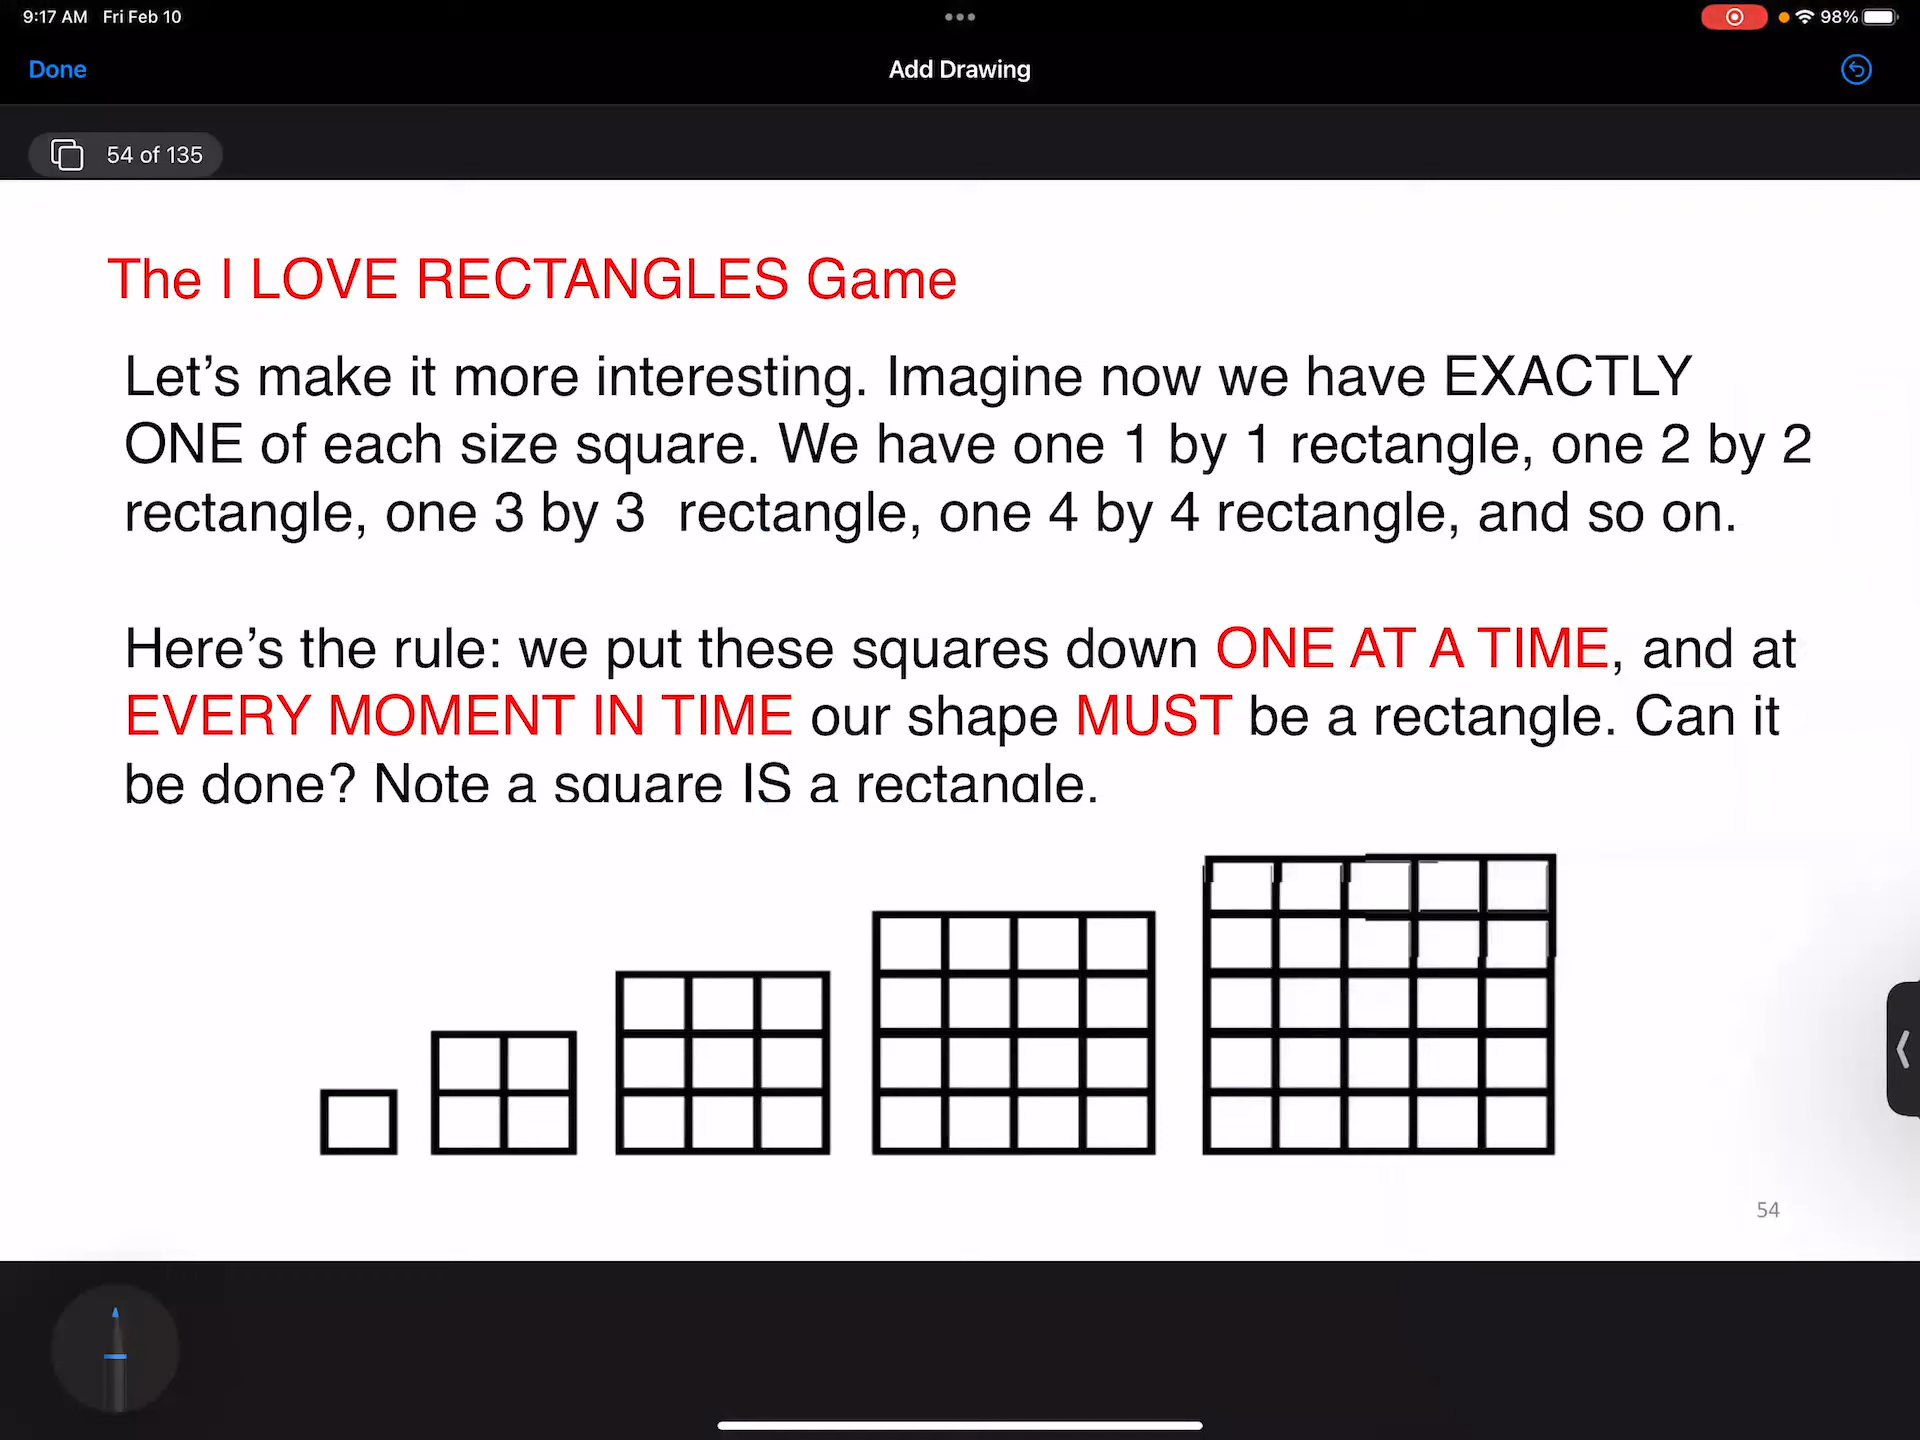 9:17 AM Fri Feb 10
98%
Done
Add Drawing
54 of 135
The I LOVE RECTANGLES Game
Let’s make it more interesting. Imagine now we have EXACTLY
ONE of each size square. We have one 1 by 1 rectangle, one 2 by 2
rectangle, one 3 by 3 rectangle, one 4 by 4 rectangle, and so on.
Here’s the rule: we put these squares down ONE AT A TIME, and at
EVERY MOMENT IN TIME our shape MUST be a rectangle. Can it
be done? Note a square IS a rectangle.
54